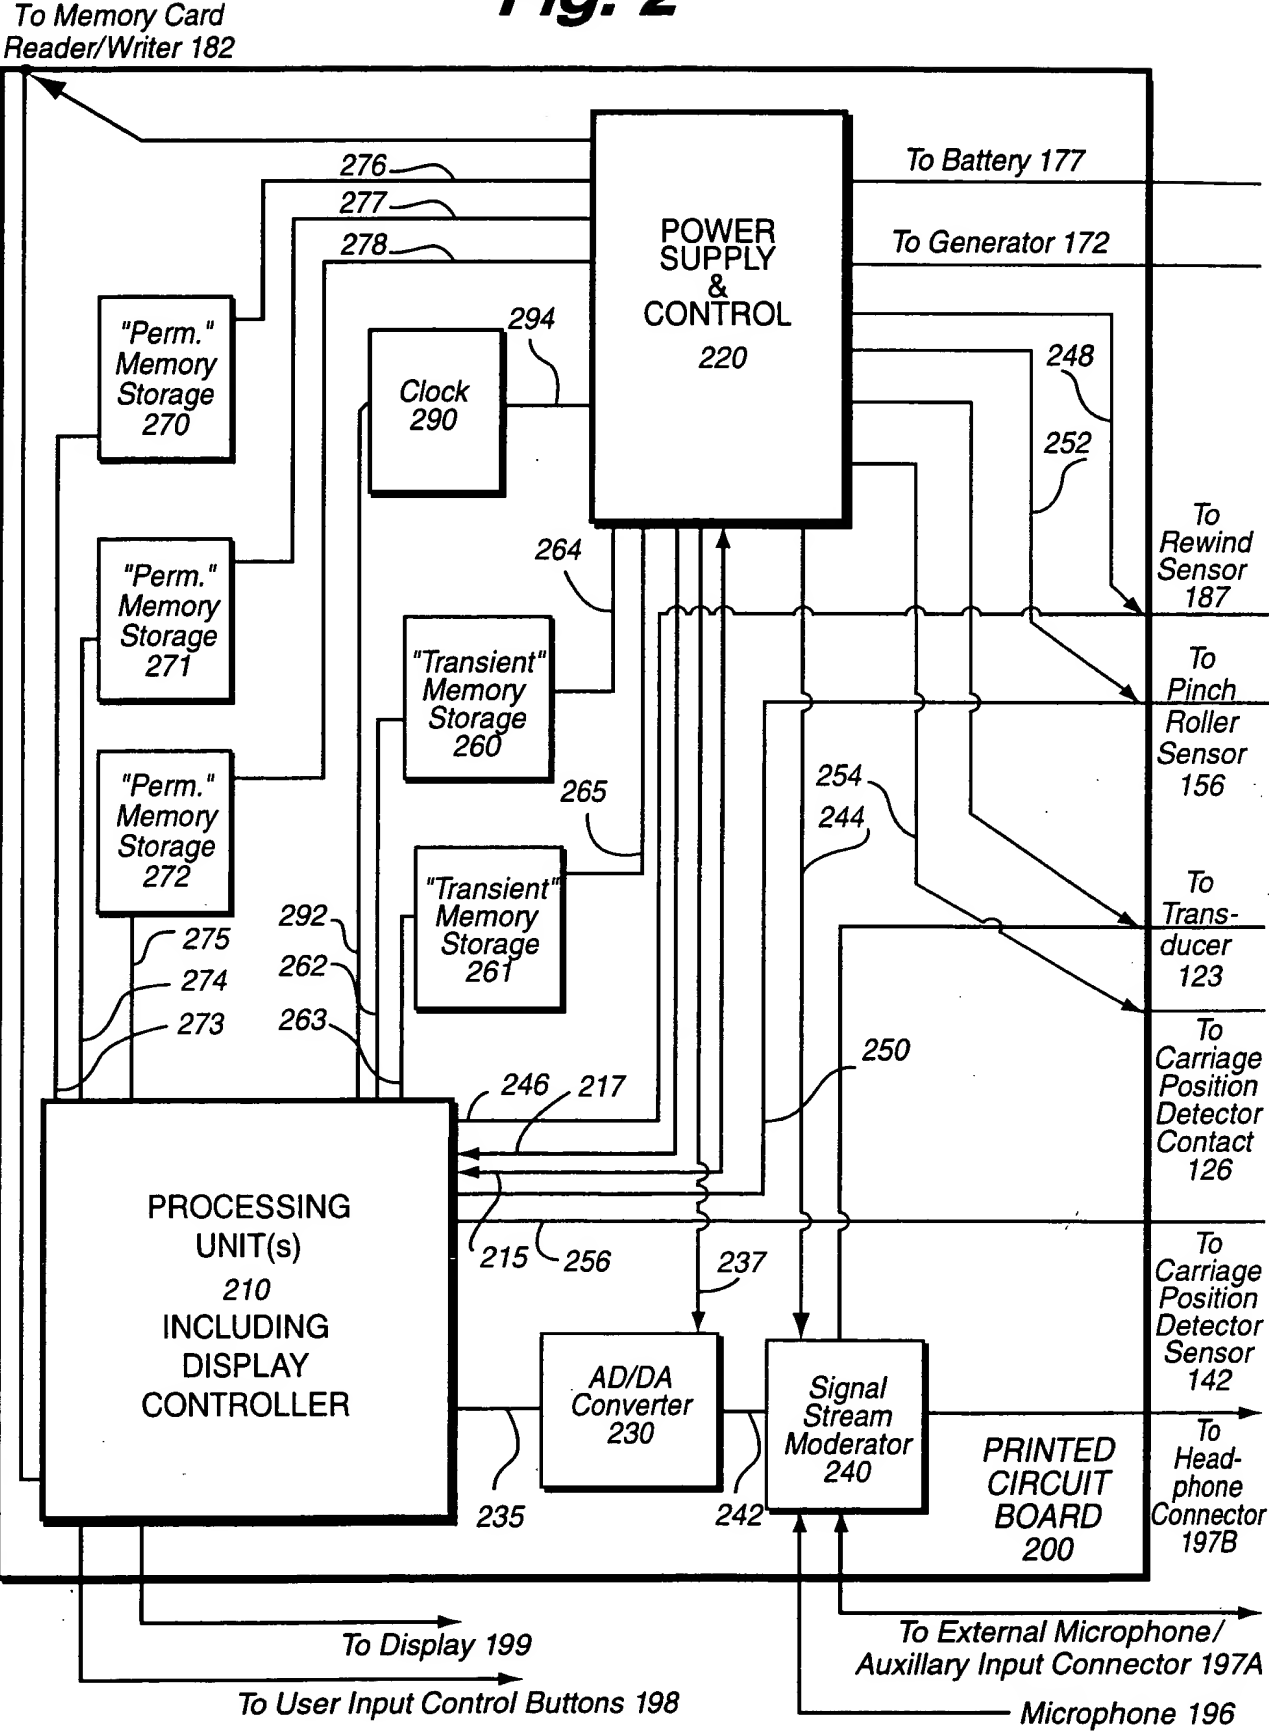 Fig. 2
To Memory Card
Reader/Writer 182
276
277
278
To Battery 177
To Generator 172
POWER
SUPPLY
&
CONTROL
220
"Perm."
Memory
Storage
270
Clock
290
294
248
252
To
Rewind
Sensor
187
"Perm."
Memory
Storage
271
264
"Transient"
Memory
Storage
260
To
Pinch
Roller
Sensor
156
"Perm."
Memory
Storage
272
265
254
244
"Transient"
Memory
Storage
261
To
Trans-
ducer
123
275
274
273
292
262
263
246
217
250
To
Carriage
Position
Detector
Contact
126
PROCESSING
UNIT(s)
210
INCLUDING
DISPLAY
CONTROLLER
215
256
237
To
Carriage
Position
Detector
Sensor
142
AD/DA
Converter
230
Signal
Stream
Moderator
240
235
242
PRINTED
CIRCUIT
BOARD
200
To
Head-
phone
Connector
197B
To Display 199
To User Input Control Buttons 198
To External Microphone/
Auxillary Input Connector 197A
Microphone 196